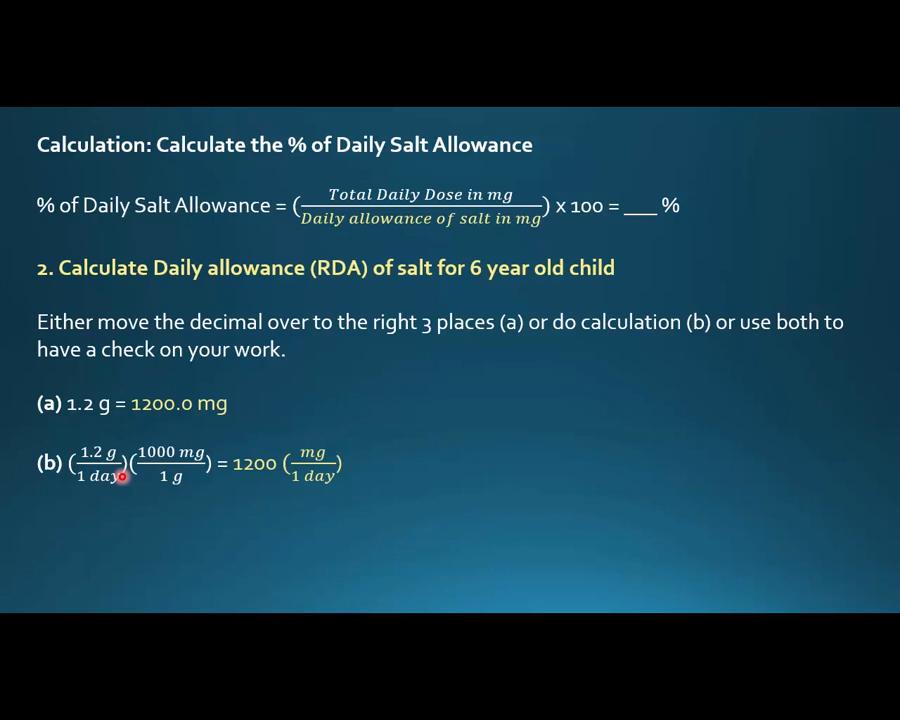 Calculation: Calculate the % of Daily Salt Allowance
% of Daily Salt Allowance = (Total Daily Dose in mg / Daily allowance of salt in mg) x 100 = ___ %
2. Calculate Daily allowance (RDA) of salt for 6 year old child
Either move the decimal over to the right 3 places (a) or do calculation (b) or use both to
have a check on your work.
(a) 1.2 g = 1200.0 mg
(b) (1.2 g / 1 day)(1000 mg / 1 g) = 1200 (mg / 1 day)